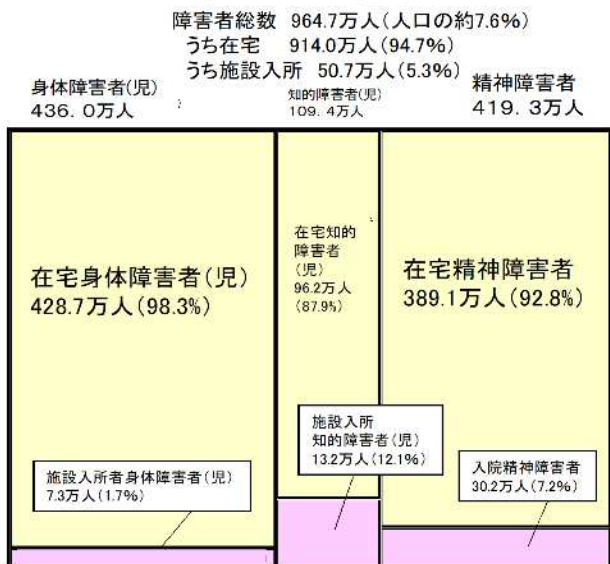 障害者総数 964.7万人(人口の約7.6%)
うち在宅 914.0万人(94.7%)
うち施設入所 50.7万人(5.3%)
身体障害者(児)
436.0万人
知的障害者(児)
109.4万人
精神障害者
419.3万人
在宅身体障害者(児)
428.7万人(98.3%)
在宅知的
障害者
(児)
96.2万人
(87.9%)
在宅精神障害者
389.1万人(92.8%)
施設入所者身体障害者(児)
7.3万人(1.7%)
施設入所
知的障害者(児)
13.2万人(12.1%)
入院精神障害者
30.2万人(7.2%)